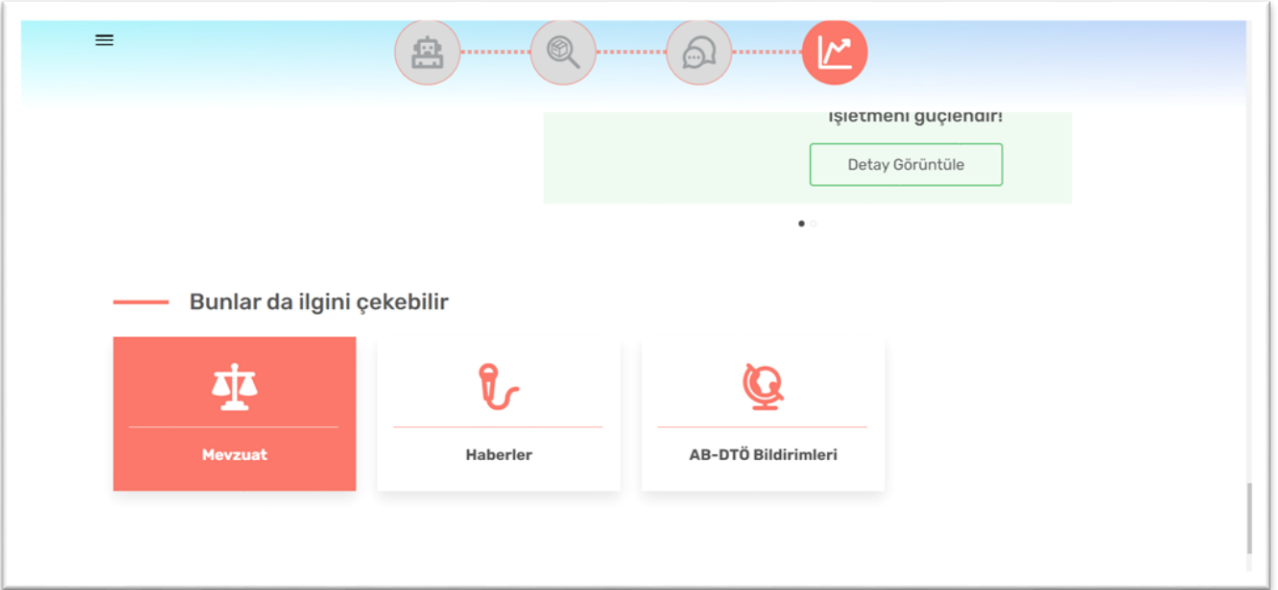 işletmeni güçlendir!
Detay Görüntüle
Bunlar da ilgini çekebilir
Mevzuat
Haberler
AB-DTÖ Bildirimleri